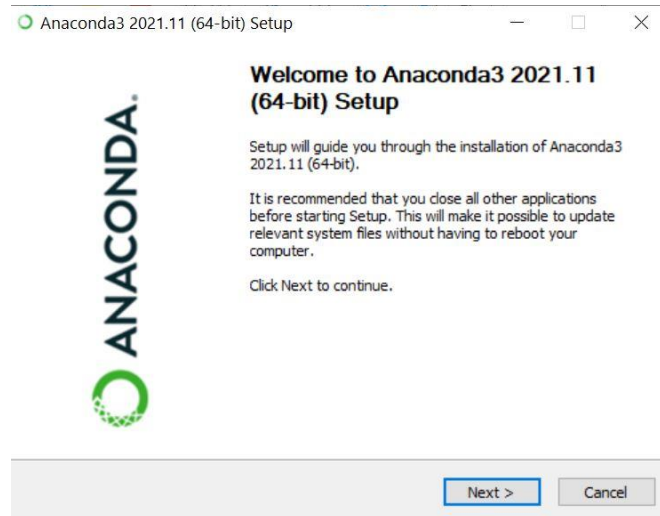 Anaconda3 2021.11 (64-bit) Setup
Welcome to Anaconda3 2021.11
(64-bit) Setup
Setup will guide you through the installation of Anaconda3
2021.11 (64-bit).
It is recommended that you close all other applications
before starting Setup. This will make it possible to update
relevant system files without having to reboot your
computer.
Click Next to continue.
ANACONDA.
Next >
Cancel